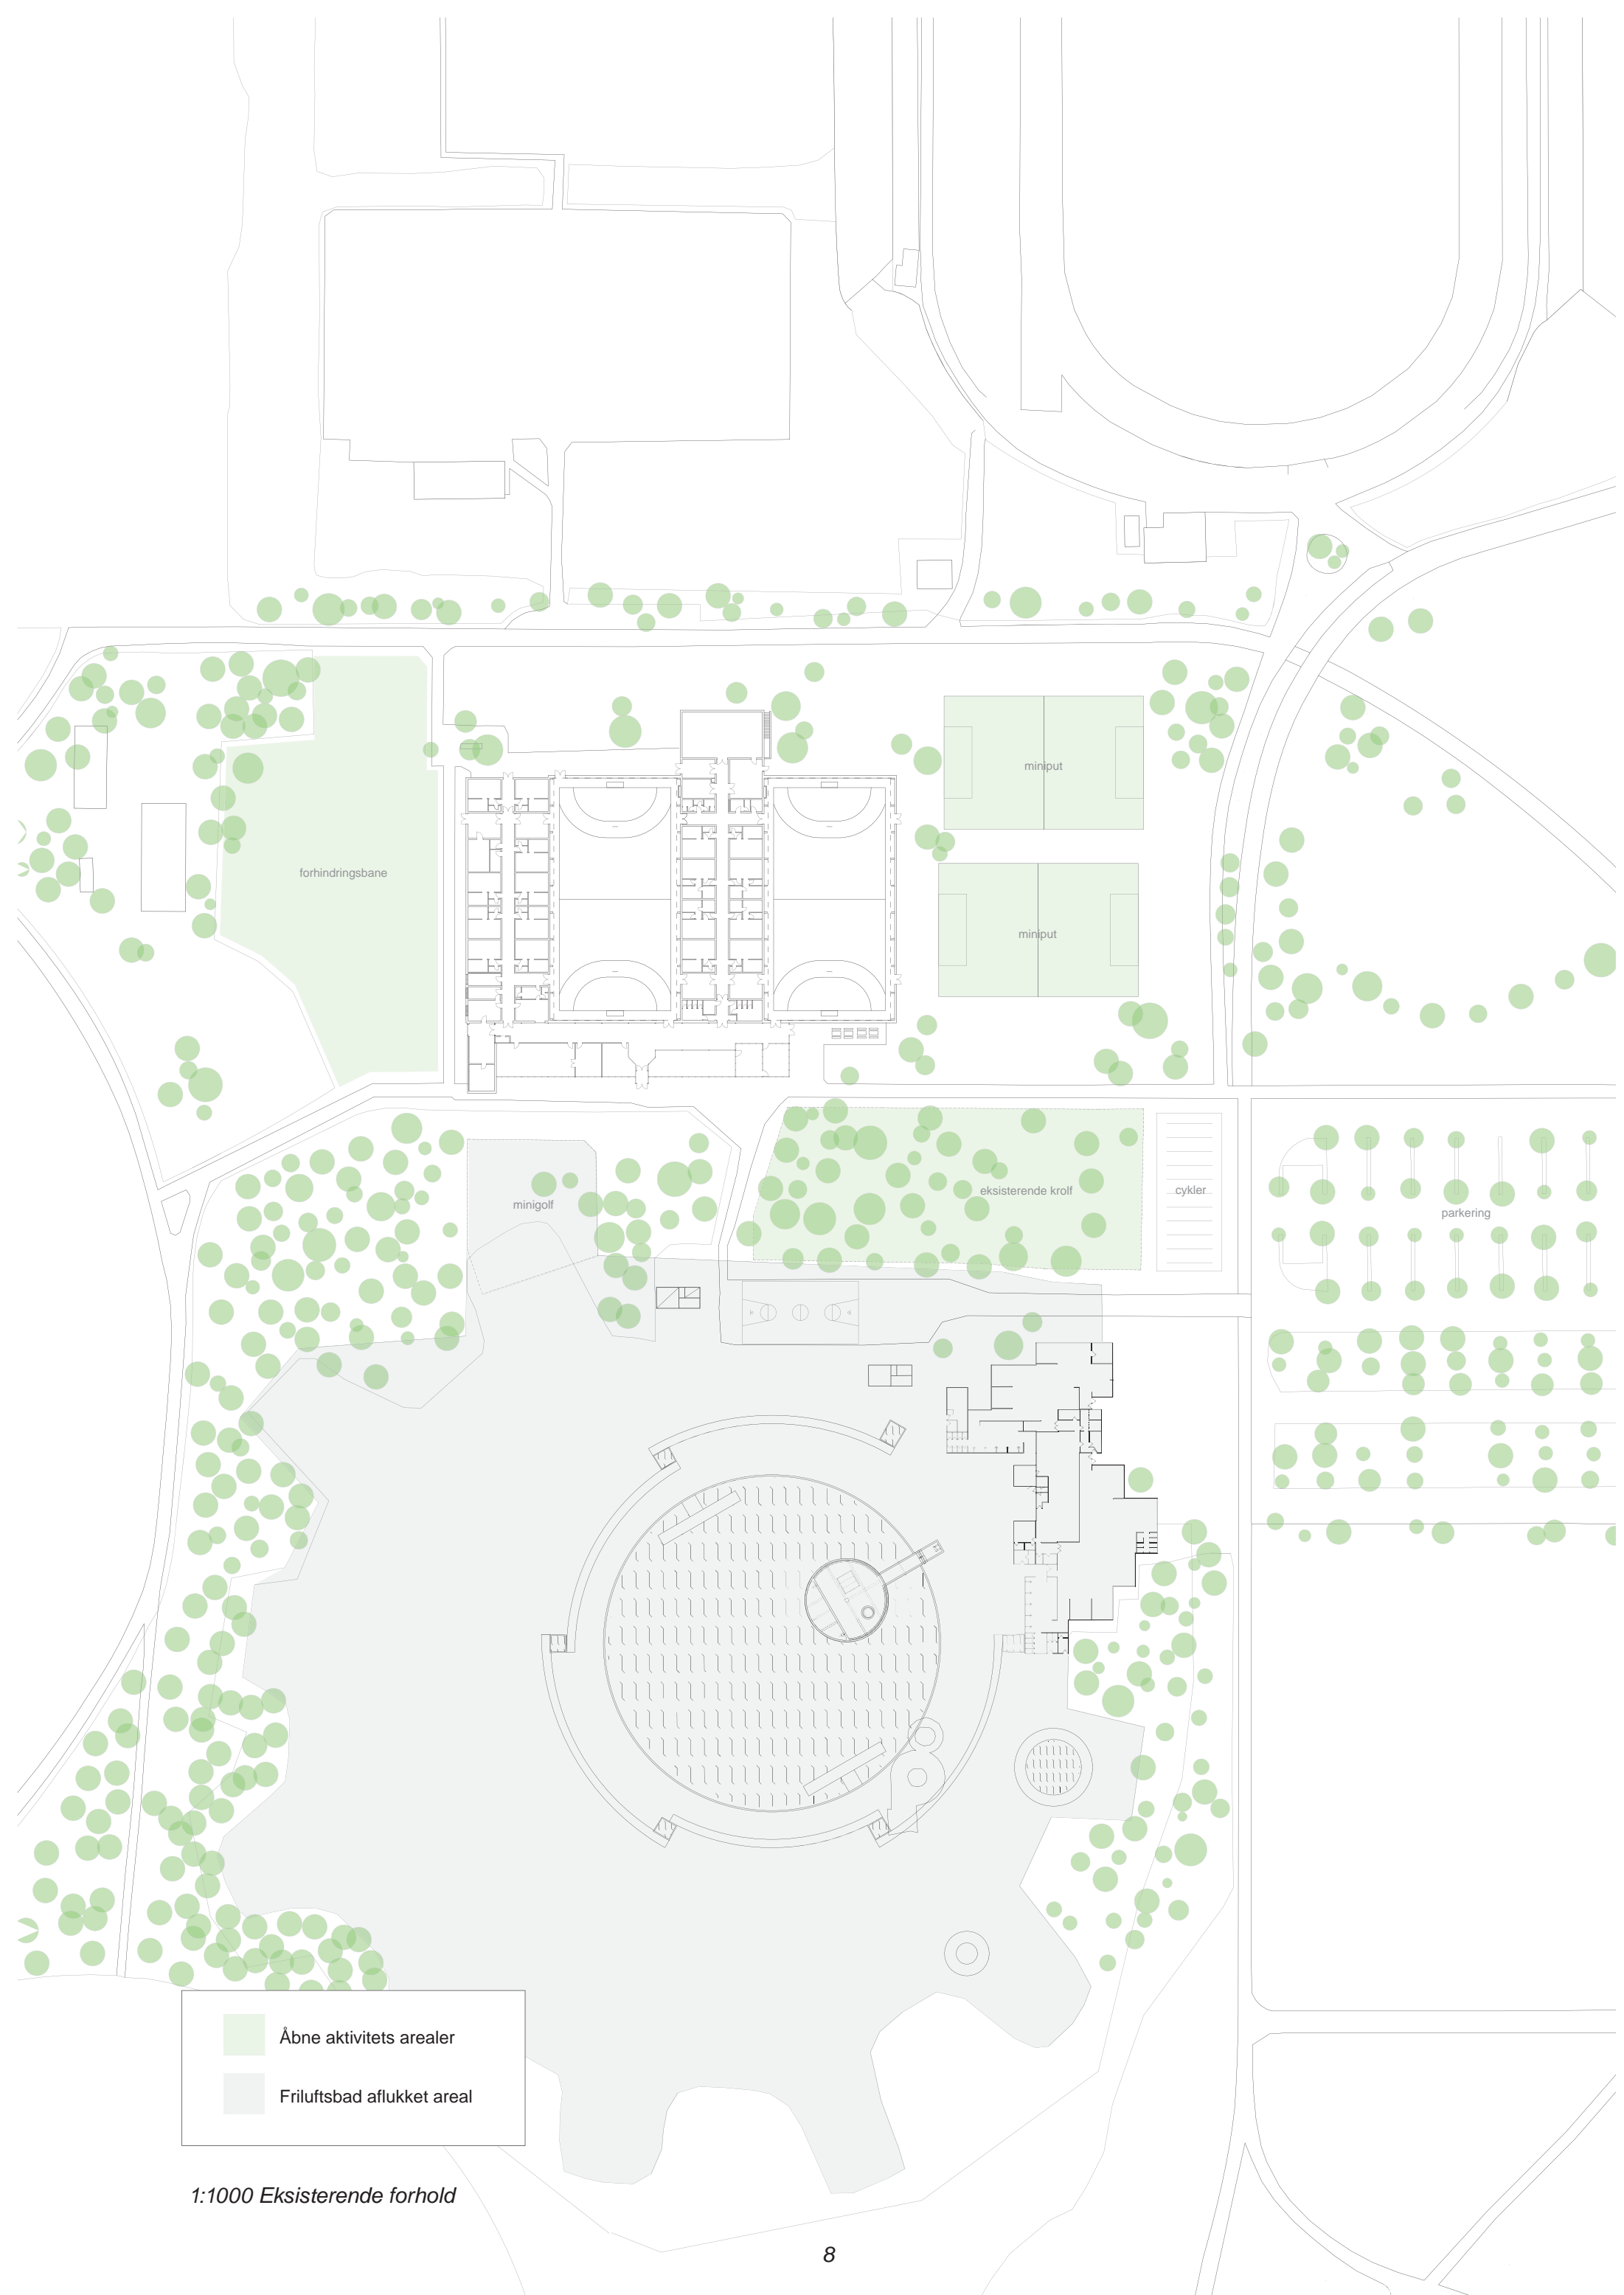 miniput
forhindringsbane
miniput
eksisterende krolf
cykler
minigolf
parkering
Åbne aktivitets arealer
Friluftsbad aflukket areal
1:1000 Eksisterende forhold
8